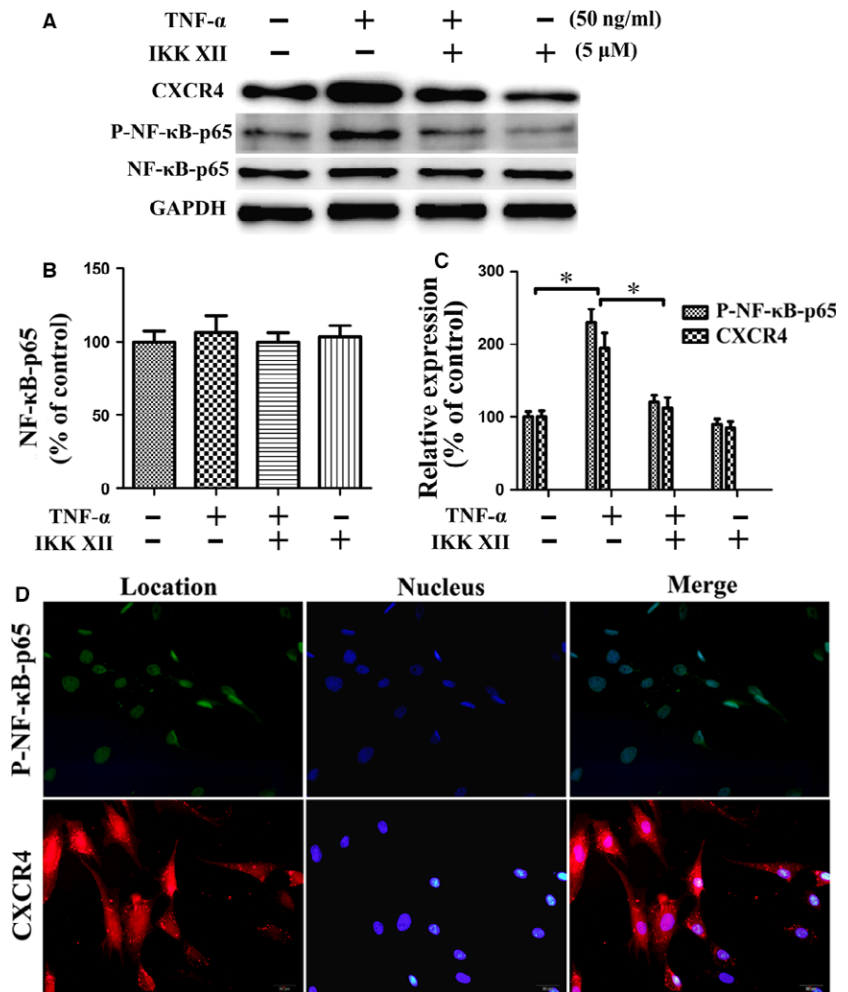 A
TNF-α – + + – (50 ng/ml)
IKK XII – – + + (5 μM)
CXCR4
P-NF-κB-p65
NF-κB-p65
GAPDH
B
NF-κB-p65
(% of control)
150
100
50
0
TNF-α – + + –
IKK XII – – + +
C
Relative expression
(% of control)
300
200
100
0
* *
P-NF-κB-p65
CXCR4
TNF-α – + + –
IKK XII – – + +
D
Location Nucleus Merge
P-NF-κB-p65
CXCR4